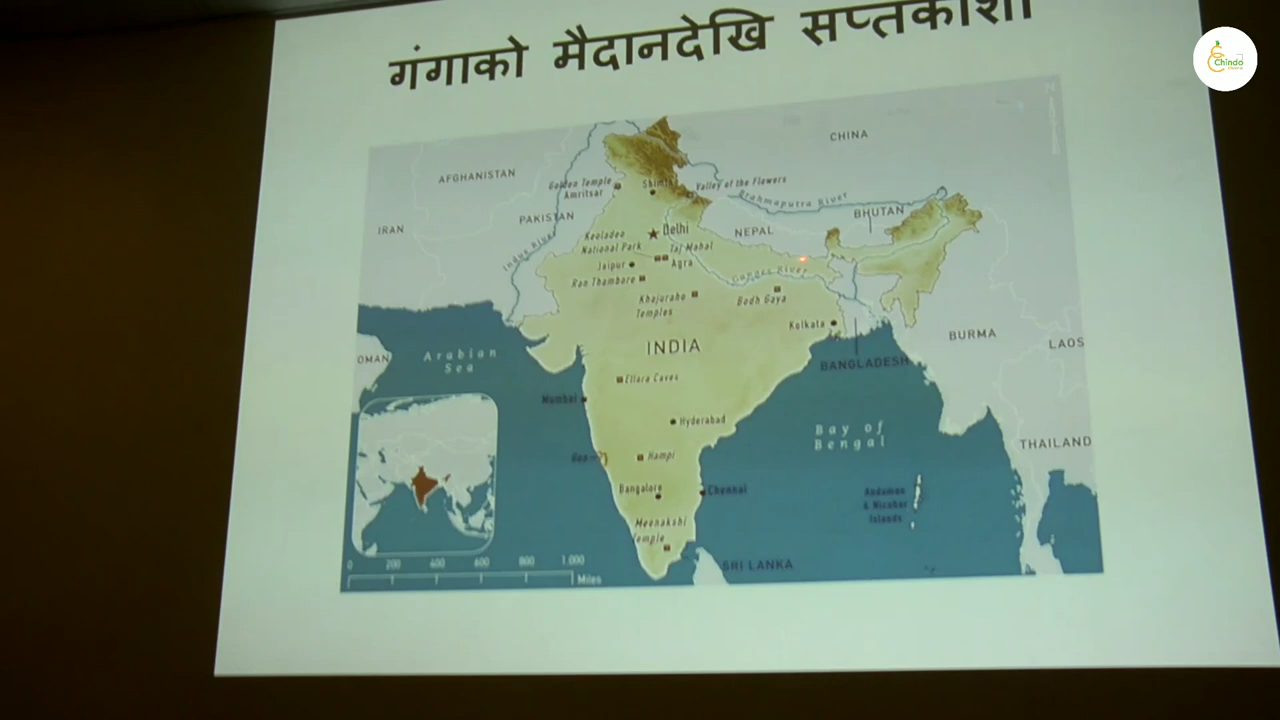 गंगाको मैदानदेखि सप्तकोशी
Chindo
CHINA
AFGHANISTAN
Golden Temple
Amritsar
Shimla
Valley of the Flowers
Brahmaputra River
PAKISTAN
BHUTAN
IRAN
Delhi
NEPAL
Keoladeo
National Park
Taj Mahal
Indus River
Jaipur
Agra
Ganges River
Ran Thambore
Khajuraho
Temples
Bodh Gaya
Kolkata
INDIA
BURMA
LAOS
OMAN
Arabian
Sea
BANGLADESH
Ellora Caves
Mumbai
Hyderabad
Bay of
Bengal
THAILAND
Goa
Hampi
Bangalore
Chennai
Andaman
& Nicobar
Islands
Meenakshi
Temple
SRI LANKA
0 200 400 600 800 1.000
Miles